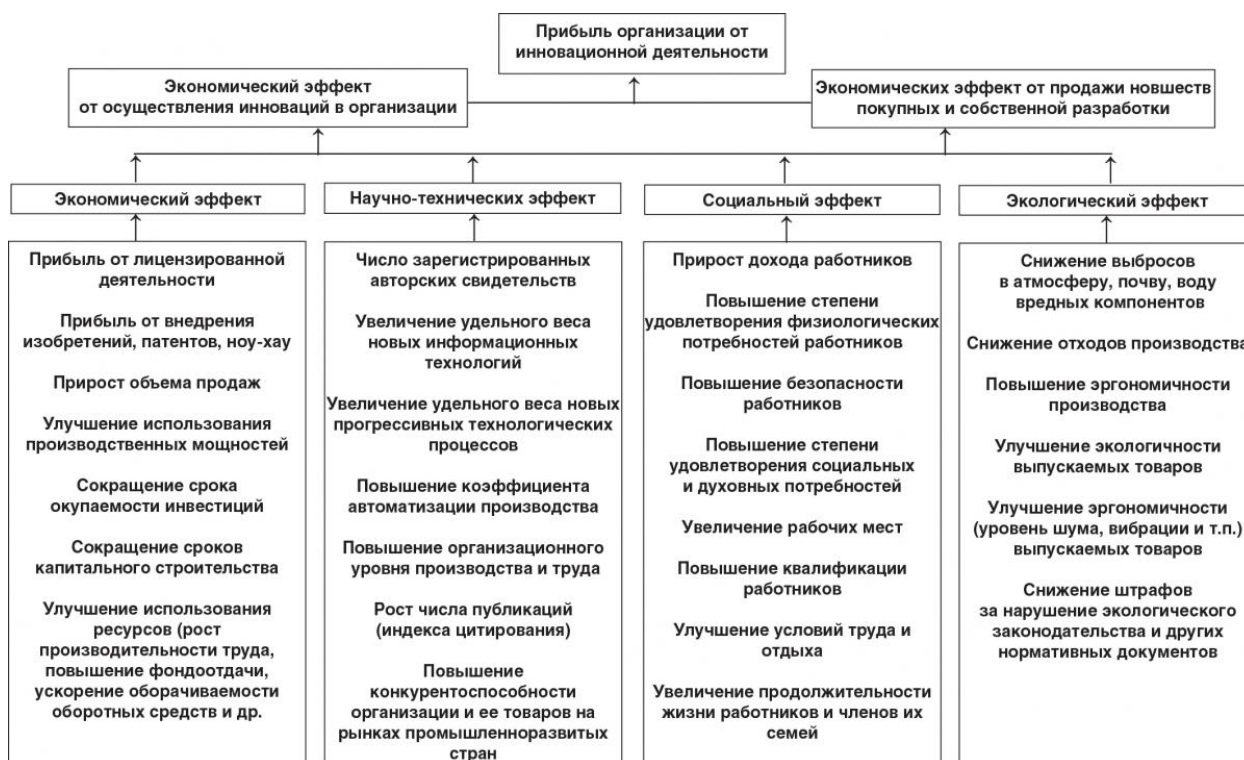 Прибыль организации от
инновационной деятельности
Экономический эффект
от осуществления инноваций в организации
Экономических эффект от продажи новшеств
покупных и собственной разработки
Экономический эффект
Научно-технических эффект
Социальный эффект
Экологический эффект
Прибыль от лицензированной
деятельности
Прибыль от внедрения
изобретений, патентов, ноу-хау
Прирост объема продаж
Улучшение использования
производственных мощностей
Сокращение срока
окупаемости инвестиций
Сокращение сроков
капитального строительства
Улучшение использования
ресурсов (рост
производительности труда,
повышение фондоотдачи,
ускорение оборачиваемости
оборотных средств и др.
Число зарегистрированных
авторских свидетельств
Увеличение удельного веса
новых информационных
технологий
Увеличение удельного веса новых
прогрессивных технологических
процессов
Повышение коэффициента
автоматизации производства
Повышение организационного
уровня производства и труда
Рост числа публикаций
(индекса цитирования)
Повышение
конкурентоспособности
организации и ее товаров на
рынках промышленноразвитых
стран
Прирост дохода работников
Повышение степени
удовлетворения физиологических
потребностей работников
Повышение безопасности
работников
Повышение степени
удовлетворения социальных
и духовных потребностей
Увеличение рабочих мест
Повышение квалификации
работников
Улучшение условий труда и
отдыха
Увеличение продолжительности
жизни работников и членов их
семей
Снижение выбросов
в атмосферу, почву, воду
вредных компонентов
Снижение отходов производства
Повышение эргономичности
производства
Улучшение экологичности
выпускаемых товаров
Улучшение эргономичности
(уровень шума, вибрации и т.п.)
выпускаемых товаров
Снижение штрафов
за нарушение экологического
законодательства и других
нормативных документов